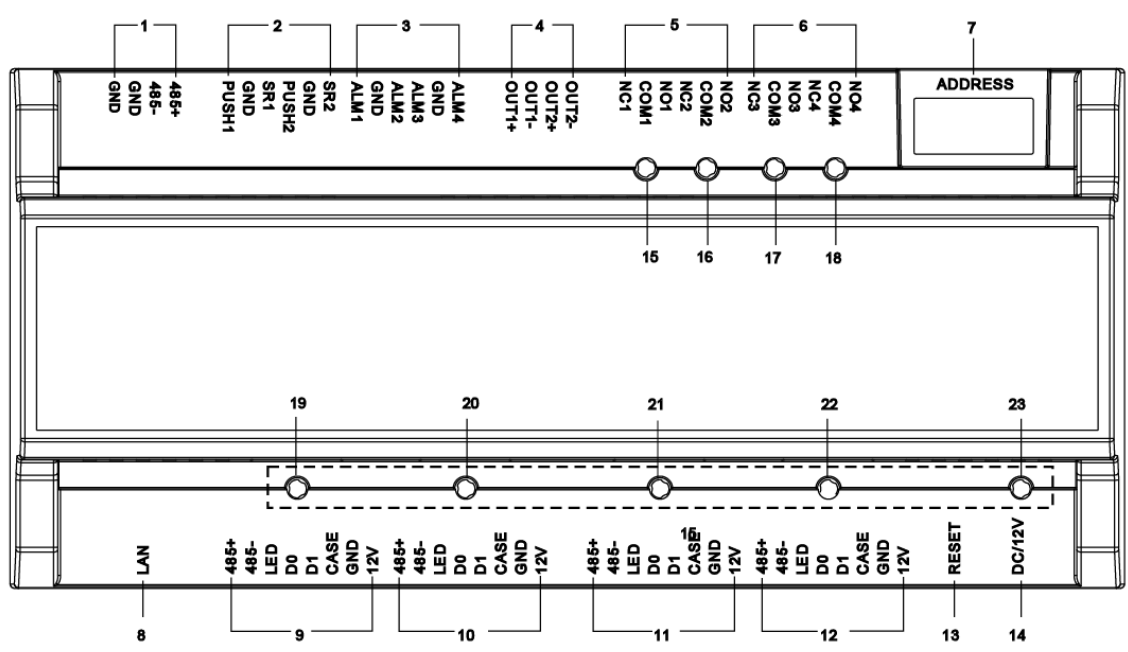 1 2 3 4 5 6 7
GND GND 485- 485+ PUSH1 GND SR1 PUSH2 GND SR2 ALM1 GND ALM2 ALM3 GND ALM4 OUT1+ OUT1- OUT2+ OUT2- NC1 COM1 NO1 NC2 COM2 NO2 NC3 COM3 NO3 NC4 COM4 NO4 ADDRESS
15 16 17 18
19 20 21 22 23
15
LAN 485+ 485- LED D0 D1 CASE GND 12V 485+ 485- LED D0 D1 CASE GND 12V 485+ 485- LED D0 D1 CASE GND 12V 485+ 485- LED D0 D1 CASE GND 12V RESET DC/12V
8 9 10 11 12 13 14